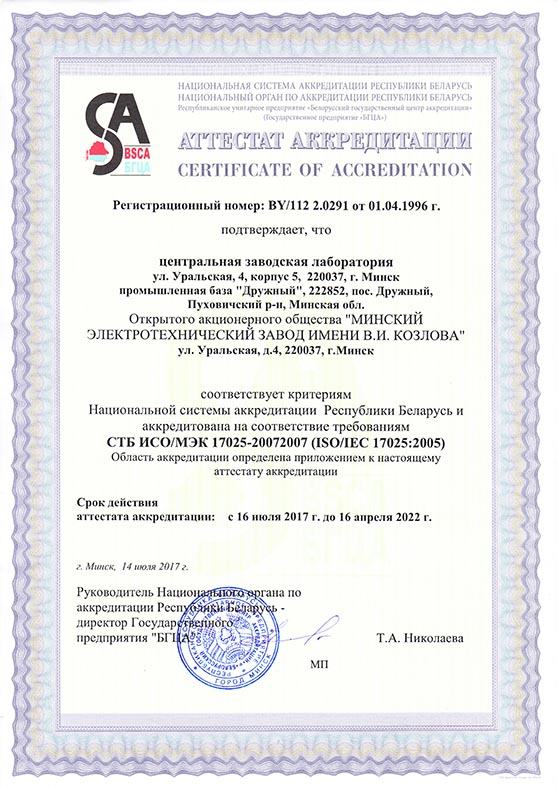 НАЦИОНАЛЬНАЯ СИСТЕМА АККРЕДИТАЦИИ РЕСПУБЛИКИ БЕЛАРУСЬ
НАЦИОНАЛЬНЫЙ ОРГАН ПО АККРЕДИТАЦИИ РЕСПУБЛИКИ БЕЛАРУСЬ
Республиканское унитарное предприятие «Белорусский государственный центр аккредитации»
(Государственное предприятие «БГЦА»)
BSCA
БГЦА
АТТЕСТАТ АККРЕДИТАЦИИ
CERTIFICATE OF ACCREDITATION
Регистрационный номер: BY/112 2.0291 от 01.04.1996 г.
подтверждает, что
центральная заводская лаборатория
ул. Уральская, 4, корпус 5, 220037, г. Минск
промышленная база "Дружный", 222852, пос. Дружный,
Пуховичский р-н, Минская обл.
Открытого акционерного общества "МИНСКИЙ
ЭЛЕКТРОТЕХНИЧЕСКИЙ ЗАВОД ИМЕНИ В.И. КОЗЛОВА"
ул. Уральская, д.4, 220037, г.Минск
соответствует критериям
Национальной системы аккредитации Республики Беларусь и
аккредитована на соответствие требованиям
СТБ ИСО/МЭК 17025-20072007 (ISO/IEC 17025:2005)
Область аккредитации определена приложением к настоящему
аттестату аккредитации
Срок действия
аттестата аккредитации: с 16 июля 2017 г. до 16 апреля 2022 г.
г. Минск, 14 июля 2017 г.
Руководитель Национального органа по
аккредитации Республики Беларусь -
директор Государственного
предприятия "БГЦА"
Т.А. Николаева
МП
ГОРОД МИНСК